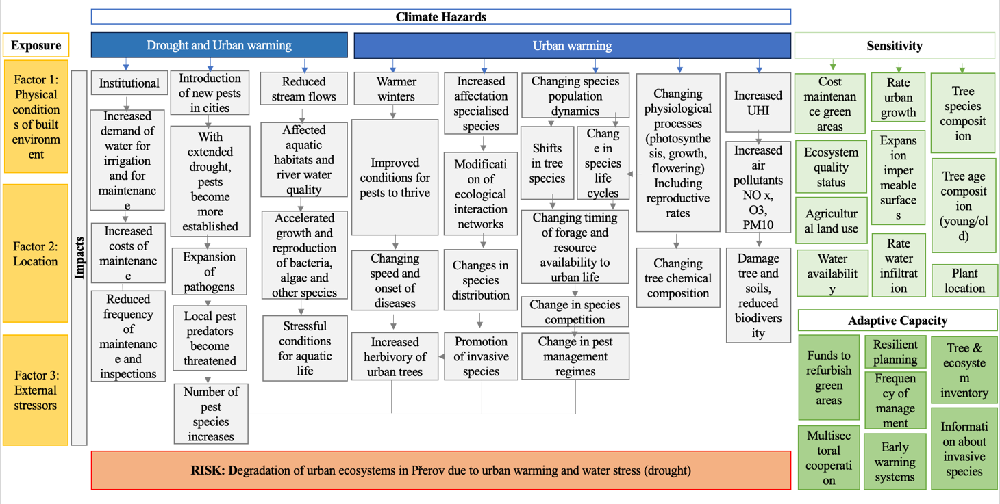 Climate Hazards
Exposure
Drought and Urban warming
Urban warming
Sensitivity
Factor 1:
Physical
condition
s of built
environm
ent
Factor 2:
Location
Factor 3:
External
stressors
Impacts
Institutional
Increased
demand of
water for
irrigation
and for
maintenanc
e
Increased
costs of
maintenanc
e
Reduced
frequency
of
maintenanc
e and
inspections
Introduction
of new pests
in cities
With
extended
drought,
pests
become
more
established
Expansion
of
pathogens
Local pest
predators
become
threatened
Number of
pest
species
increases
Reduced
stream flows
Affected
aquatic
habitats and
river water
quality
Accelerated
growth and
reproduction
of bacteria,
algae and
other species
Stressful
conditions
for aquatic
life
Warmer
winters
Improved
conditions for
pests to thrive
Changing
speed and
onset of
diseases
Increased
herbivory of
urban trees
Increased
affectation
specialised
species
Modificati
on of
ecological
interaction
networks
Changes in
species
distribution
Promotion
of invasive
species
Changing species
population
dynamics
Shifts
in tree
species
Chang
e in
species
life
cycles
Changing timing
of forage and
resource
availability to
urban life
Change in species
competition
Change in pest
management
regimes
Changing
physiological
processes
(photosynthe
sis, growth,
flowering)
Including
reproductive
rates
Changing
tree chemical
composition
Increased
UHI
Increased
air
pollutants
NO x,
O3,
PM10
Damage
tree and
soils,
reduced
biodivers
ity
Cost
maintenan
ce green
areas
Ecosystem
quality
status
Agricultur
al land use
Water
availabilit
y
Rate
urban
growth
Expans
ion
imper
meable
surface
s
Rate
water
infiltrat
ion
Tree
species
composit
ion
Tree age
composit
ion
(young/ol
d)
Plant
location
Adaptive Capacity
Funds to
refurbish
green
areas
Multisec
toral
cooperati
on
Resilient
planning
Frequen
cy of
manage
ment
Early
warning
systems
Tree &
ecosyste
m
inventory
Informati
on about
invasive
species
RISK: Degradation of urban ecosystems in Přerov due to urban warming and water stress (drought)